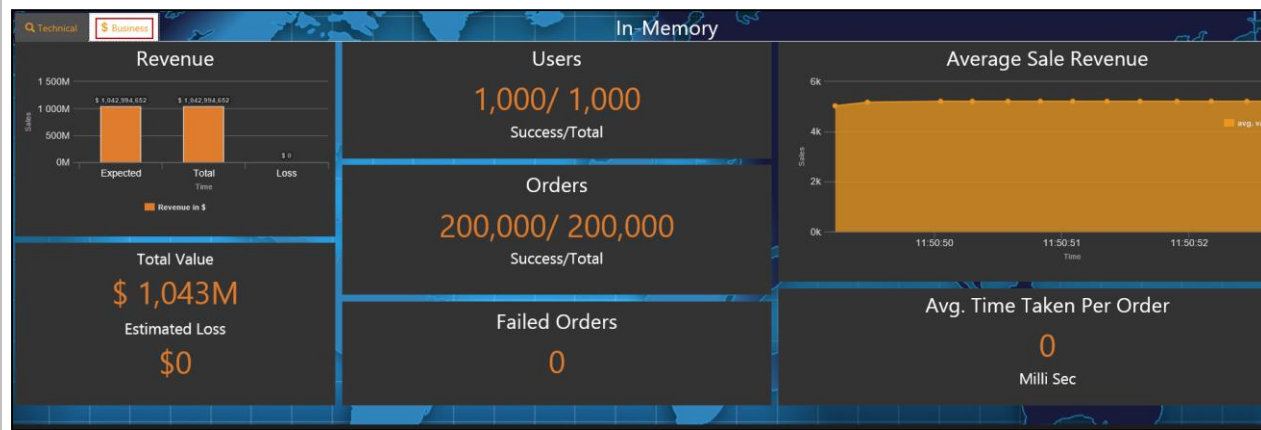 Technical
$ Business
In-Memory
Revenue
1 500M
1 000M
500M
0M
Sales
$ 1,042,994,652
$ 1,042,994,652
$ 0
Expected
Total
Loss
Time
Revenue in $
Total Value
$ 1,043M
Estimated Loss
$0
Users
1,000/ 1,000
Success/Total
Orders
200,000/ 200,000
Success/Total
Failed Orders
0
Average Sale Revenue
6k
4k
2k
0k
Sales
avg.
11:50:50
11:50:51
11:50:52
Time
Avg. Time Taken Per Order
0
Milli Sec